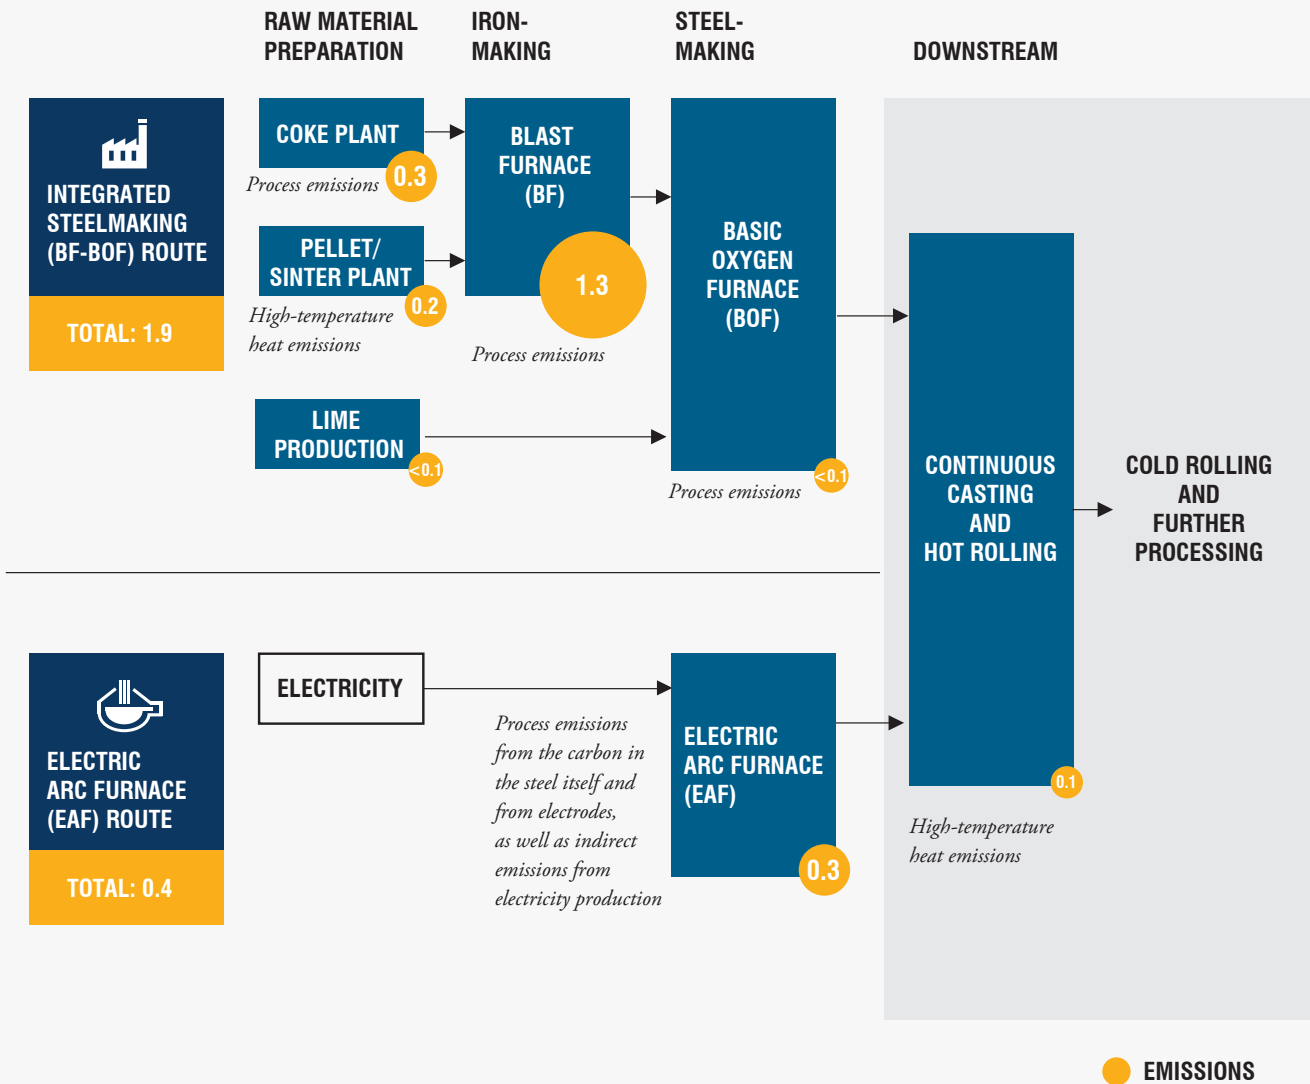 RAW MATERIAL
PREPARATION
IRON-
MAKING
STEEL-
MAKING
DOWNSTREAM
INTEGRATED
STEELMAKING
(BF-BOF) ROUTE
TOTAL: 1.9
COKE PLANT
0.3
Process emissions
PELLET/
SINTER PLANT
0.2
High-temperature
heat emissions
LIME
PRODUCTION
<0.1
BLAST
FURNACE
(BF)
1.3
Process emissions
BASIC
OXYGEN
FURNACE
(BOF)
<0.1
Process emissions
CONTINUOUS
CASTING
AND
HOT ROLLING
0.1
High-temperature
heat emissions
COLD ROLLING
AND
FURTHER
PROCESSING
ELECTRIC
ARC FURNACE
(EAF) ROUTE
TOTAL: 0.4
ELECTRICITY
Process emissions
from the carbon in
the steel itself and
from electrodes,
as well as indirect
emissions from
electricity production
ELECTRIC
ARC FURNACE
(EAF)
0.3
EMISSIONS